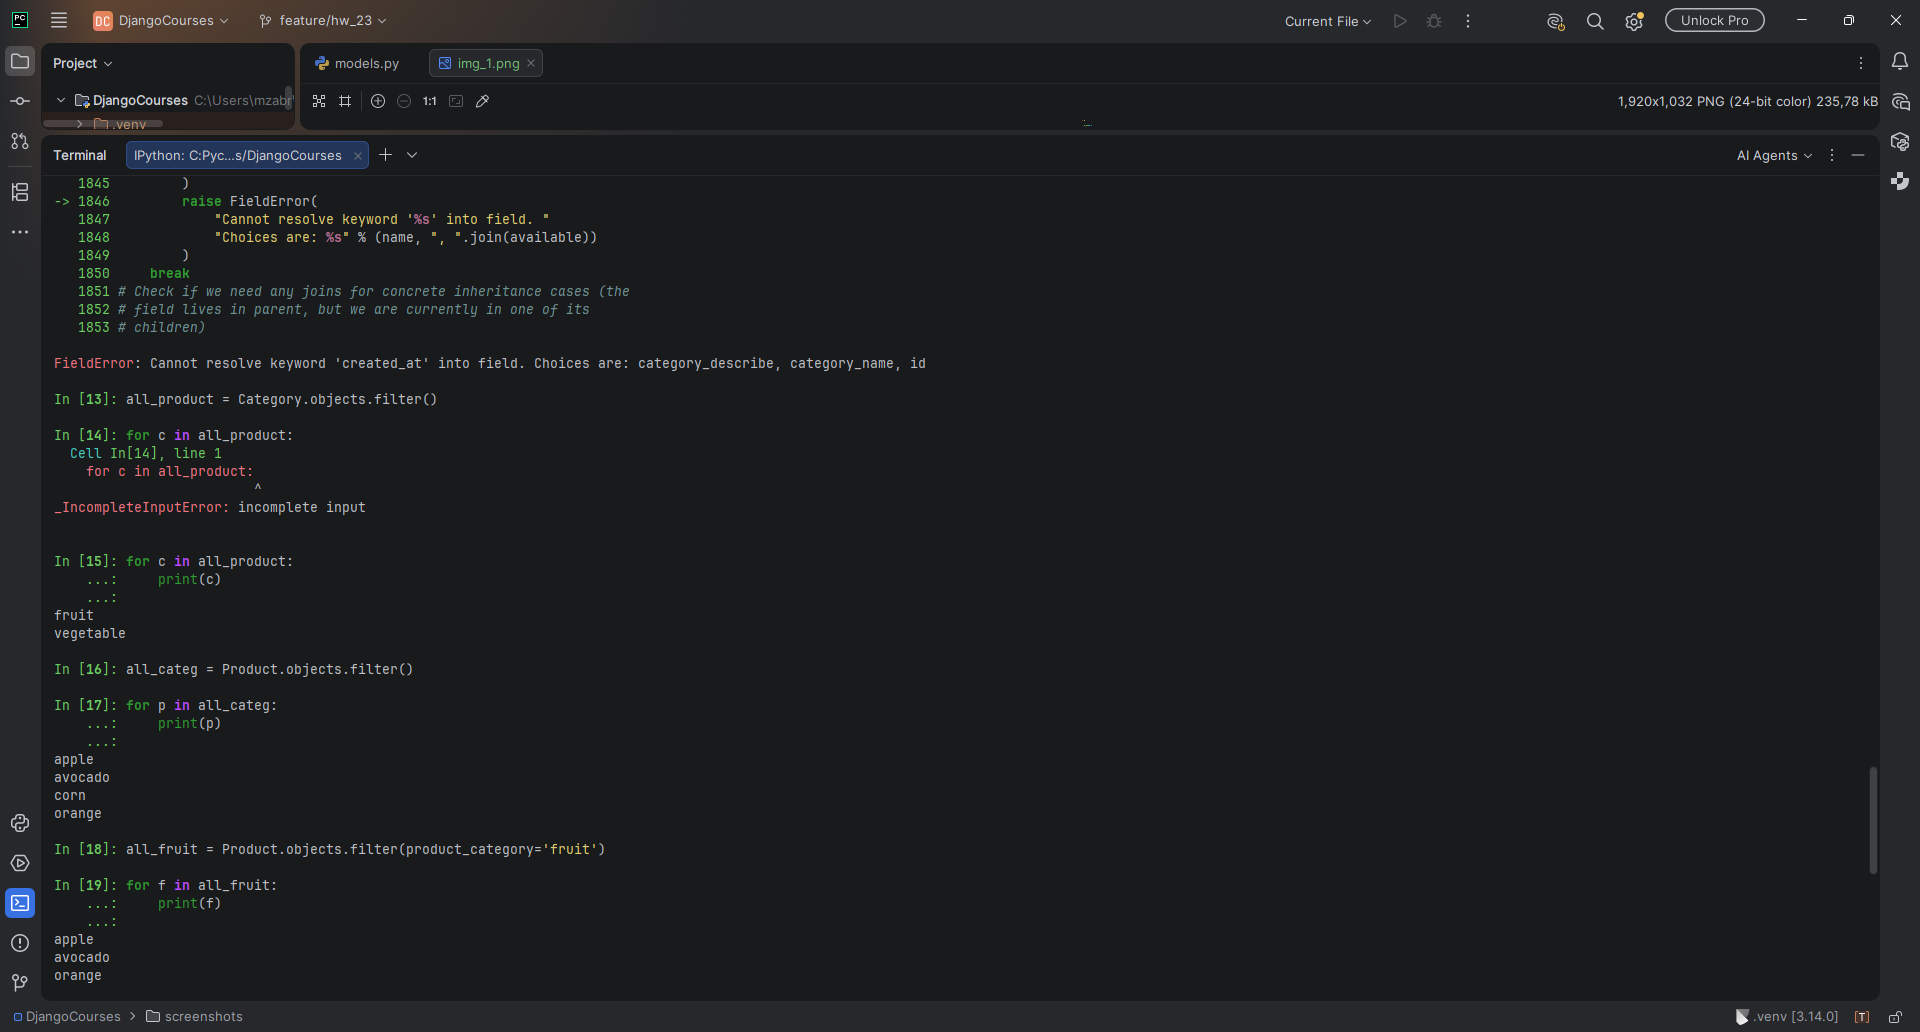 PC
DC DjangoCourses
feature/hw_23
Current File
Unlock Pro
Project
models.py
img_1.png
DjangoCourses C:\Users\mzabr
.venv
1:1
1,920x1,032 PNG (24-bit color) 235,78 kB
Terminal
IPython: C:Pyc...s/DjangoCourses
AI Agents
1845 )
-> 1846 raise FieldError(
1847 "Cannot resolve keyword '%s' into field. "
1848 "Choices are: %s" % (name, ", ".join(available))
1849 )
1850 break
1851 # Check if we need any joins for concrete inheritance cases (the
1852 # field lives in parent, but we are currently in one of its
1853 # children)
FieldError: Cannot resolve keyword 'created_at' into field. Choices are: category_describe, category_name, id
In [13]: all_product = Category.objects.filter()
In [14]: for c in all_product:
Cell In[14], line 1
for c in all_product:
^
_IncompleteInputError: incomplete input
In [15]: for c in all_product:
...: print(c)
...:
fruit
vegetable
In [16]: all_categ = Product.objects.filter()
In [17]: for p in all_categ:
...: print(p)
...:
apple
avocado
corn
orange
In [18]: all_fruit = Product.objects.filter(product_category='fruit')
In [19]: for f in all_fruit:
...: print(f)
...:
apple
avocado
orange
DjangoCourses > screenshots
.venv [3.14.0]
[T]